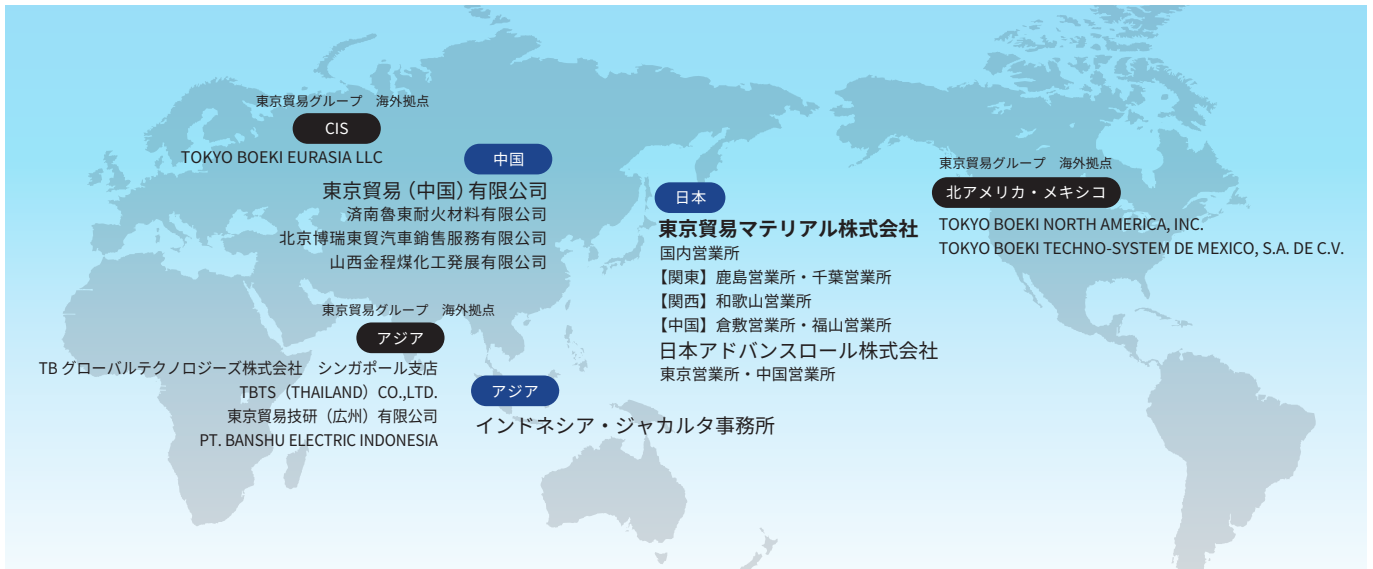 東京貿易グループ　海外拠点
CIS
TOKYO BOEKI EURASIA LLC
中国
東京貿易（中国）有限公司
済南魯東耐火材料有限公司
北京博瑞東貿汽車銷售服務有限公司
山西金程煤化工発展有限公司
東京貿易グループ　海外拠点
アジア
TB グローバルテクノロジーズ株式会社　シンガポール支店
TBTS（THAILAND）CO.,LTD.
東京貿易技研（広州）有限公司
PT. BANSHU ELECTRIC INDONESIA
アジア
インドネシア・ジャカルタ事務所
日本
東京貿易マテリアル株式会社
国内営業所
【関東】鹿島営業所・千葉営業所
【関西】和歌山営業所
【中国】倉敷営業所・福山営業所
日本アドバンスロール株式会社
東京営業所・中国営業所
東京貿易グループ　海外拠点
北アメリカ・メキシコ
TOKYO BOEKI NORTH AMERICA, INC.
TOKYO BOEKI TECHNO-SYSTEM DE MEXICO, S.A. DE C.V.